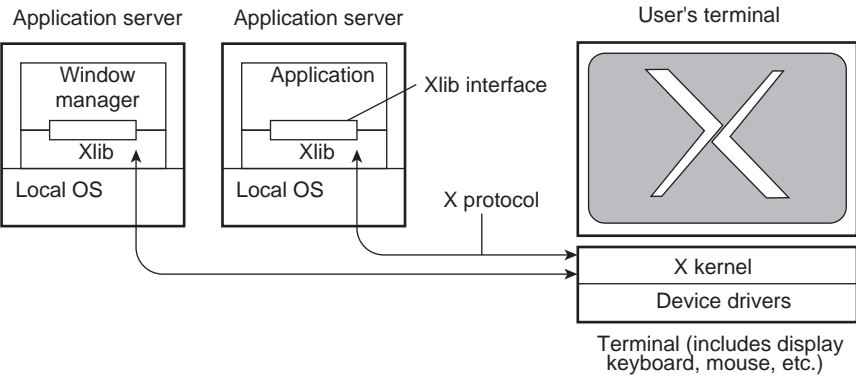 Application server
Application server
User's terminal
Window
manager
Application
Xlib interface
Xlib
Xlib
Local OS
Local OS
X protocol
X kernel
Device drivers
Terminal (includes display
keyboard, mouse, etc.)